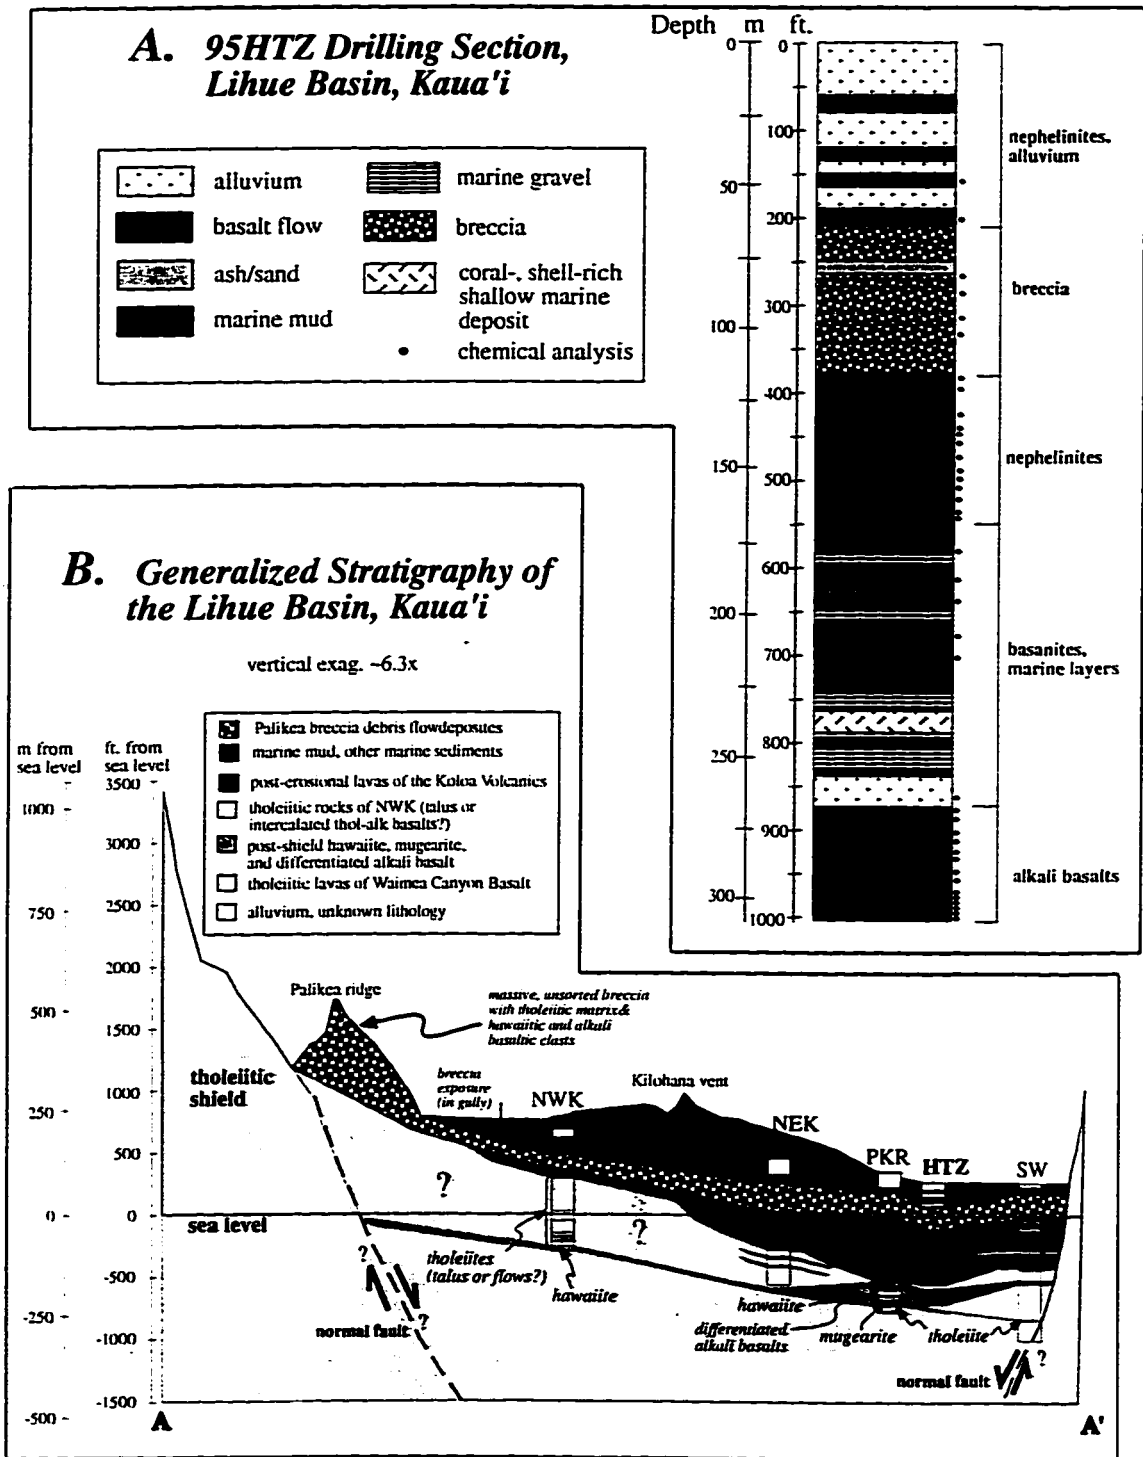 A. 95HTZ Drilling Section,
Lihue Basin, Kaua'i
alluvium
basalt flow
ash/sand
marine mud
marine gravel
breccia
coral-, shell-rich
shallow marine
deposit
chemical analysis
Depth m ft.
0
50
100
150
200
250
300
0
100
200
300
400
500
600
700
800
900
1000
nephelinites,
alluvium
breccia
nephelinites
basanites,
marine layers
alkali basalts
B. Generalized Stratigraphy of
the Lihue Basin, Kaua'i
vertical exag. ~6.3x
Palikea breccia debris flowdeposites
marine mud, other marine sediments
post-erosional lavas of the Koloa Volcanics
tholeiitic rocks of NWK (talus or
intercalated thol-alk basalts?)
post-shield hawaiite, mugearite,
and differentiated alkali basalt
tholeiitic lavas of Waimea Canyon Basalt
alluvium, unknown lithology
m from
sea level
ft. from
sea level
1000
750
500
250
0
-250
-500
3500
3000
2500
2000
1500
1000
500
0
-500
-1000
-1500
Palikea ridge
massive, unsorted breccia
with tholeiitic matrix &
hawaiitic and alkali
basaltic clasts
tholeiitic
shield
breccia
exposure
(in gully)
NWK
Kilohana vent
NEK
PKR
HTZ
SW
?
?
sea level
tholeiites
(talus or flows?)
hawaiite
?
?
normal fault
hawaiite
differentiated
alkali basalts
mugearite
tholeiite
?
normal fault
A
A'